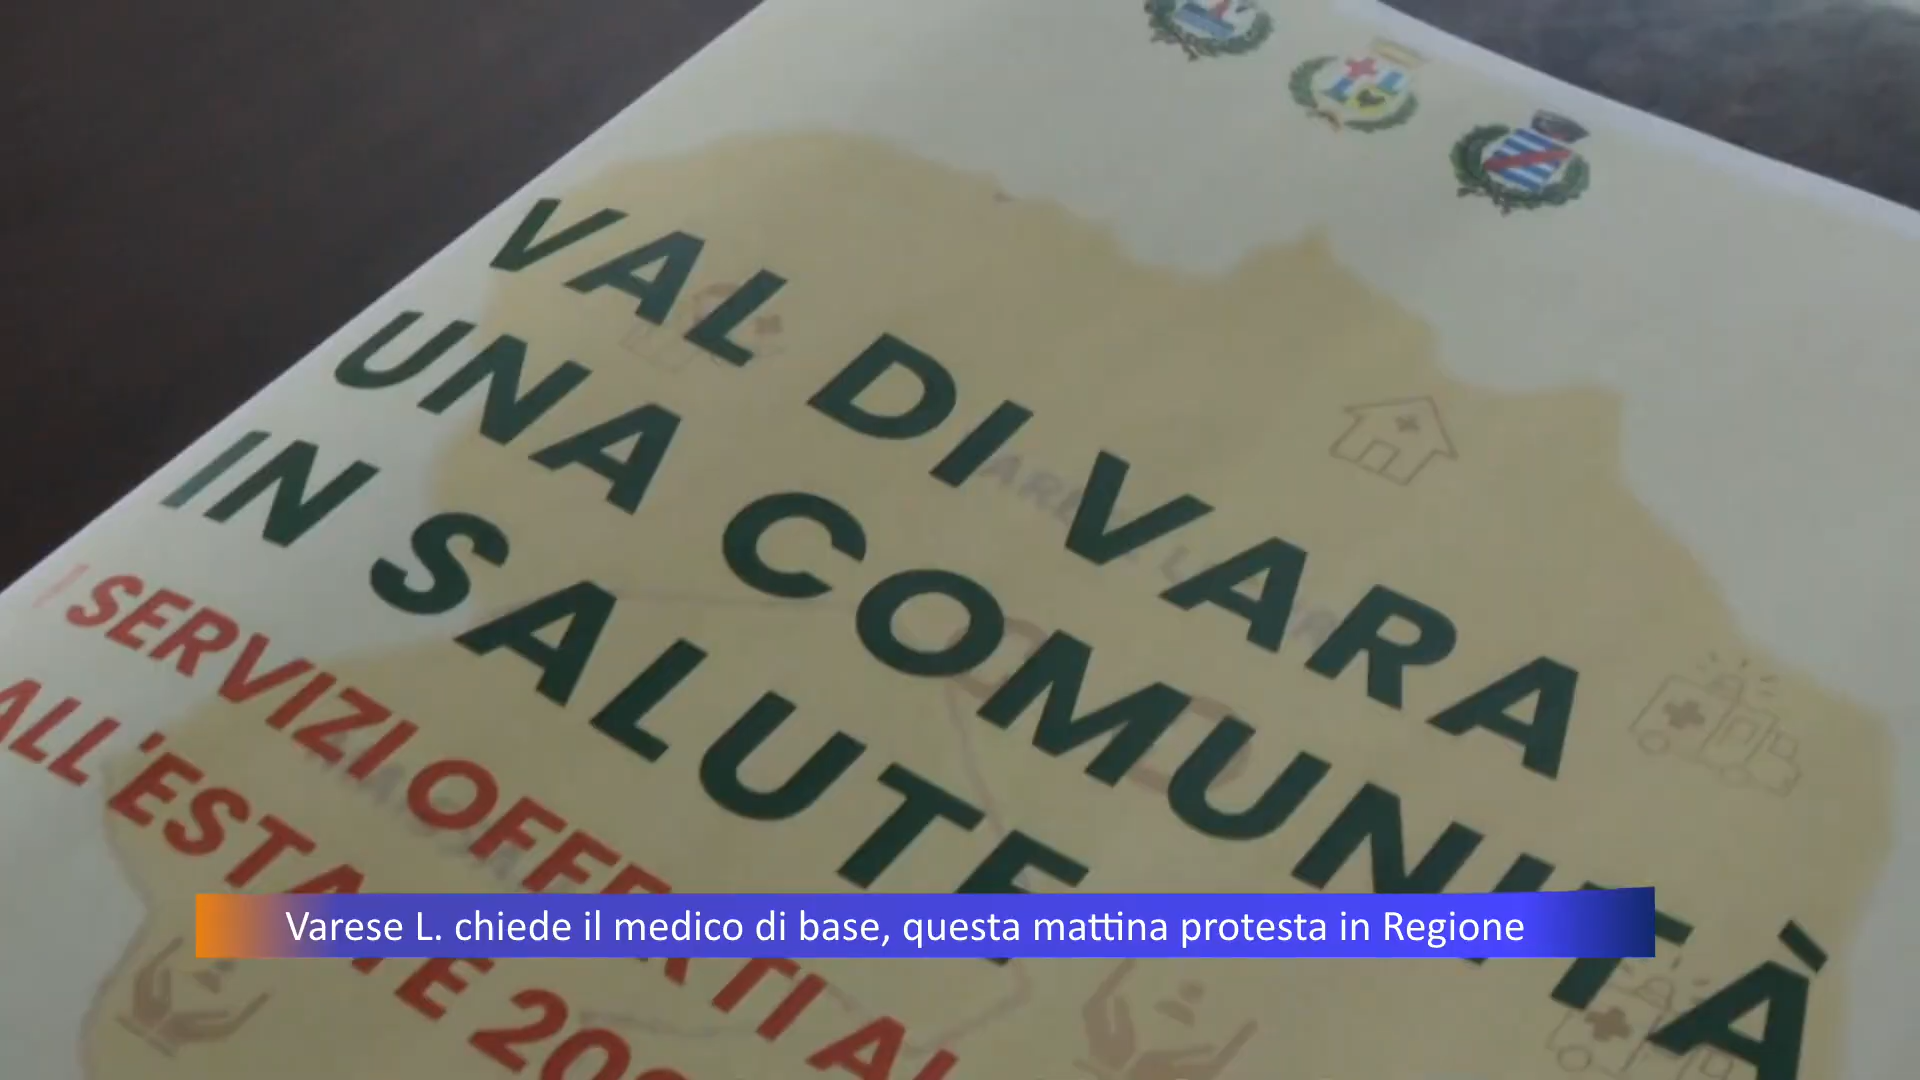 VAL DI VARA
UNA COMUNITÀ
IN SALUTE
I SERVIZI OFFERTI AL
ALL'ESTATE
Varese L. chiede il medico di base, questa mattina protesta in Regione